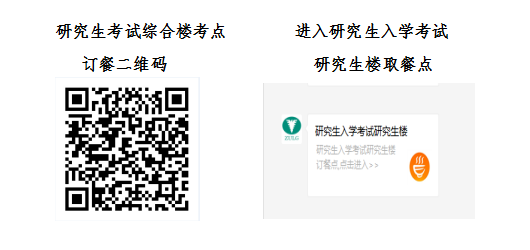 研究生考试综合楼考点
订餐二维码
进入研究生入学考试
研究生楼取餐点
研究生入学考试研究生楼
研究生入学考试研究生楼
订餐点,点击进入>>